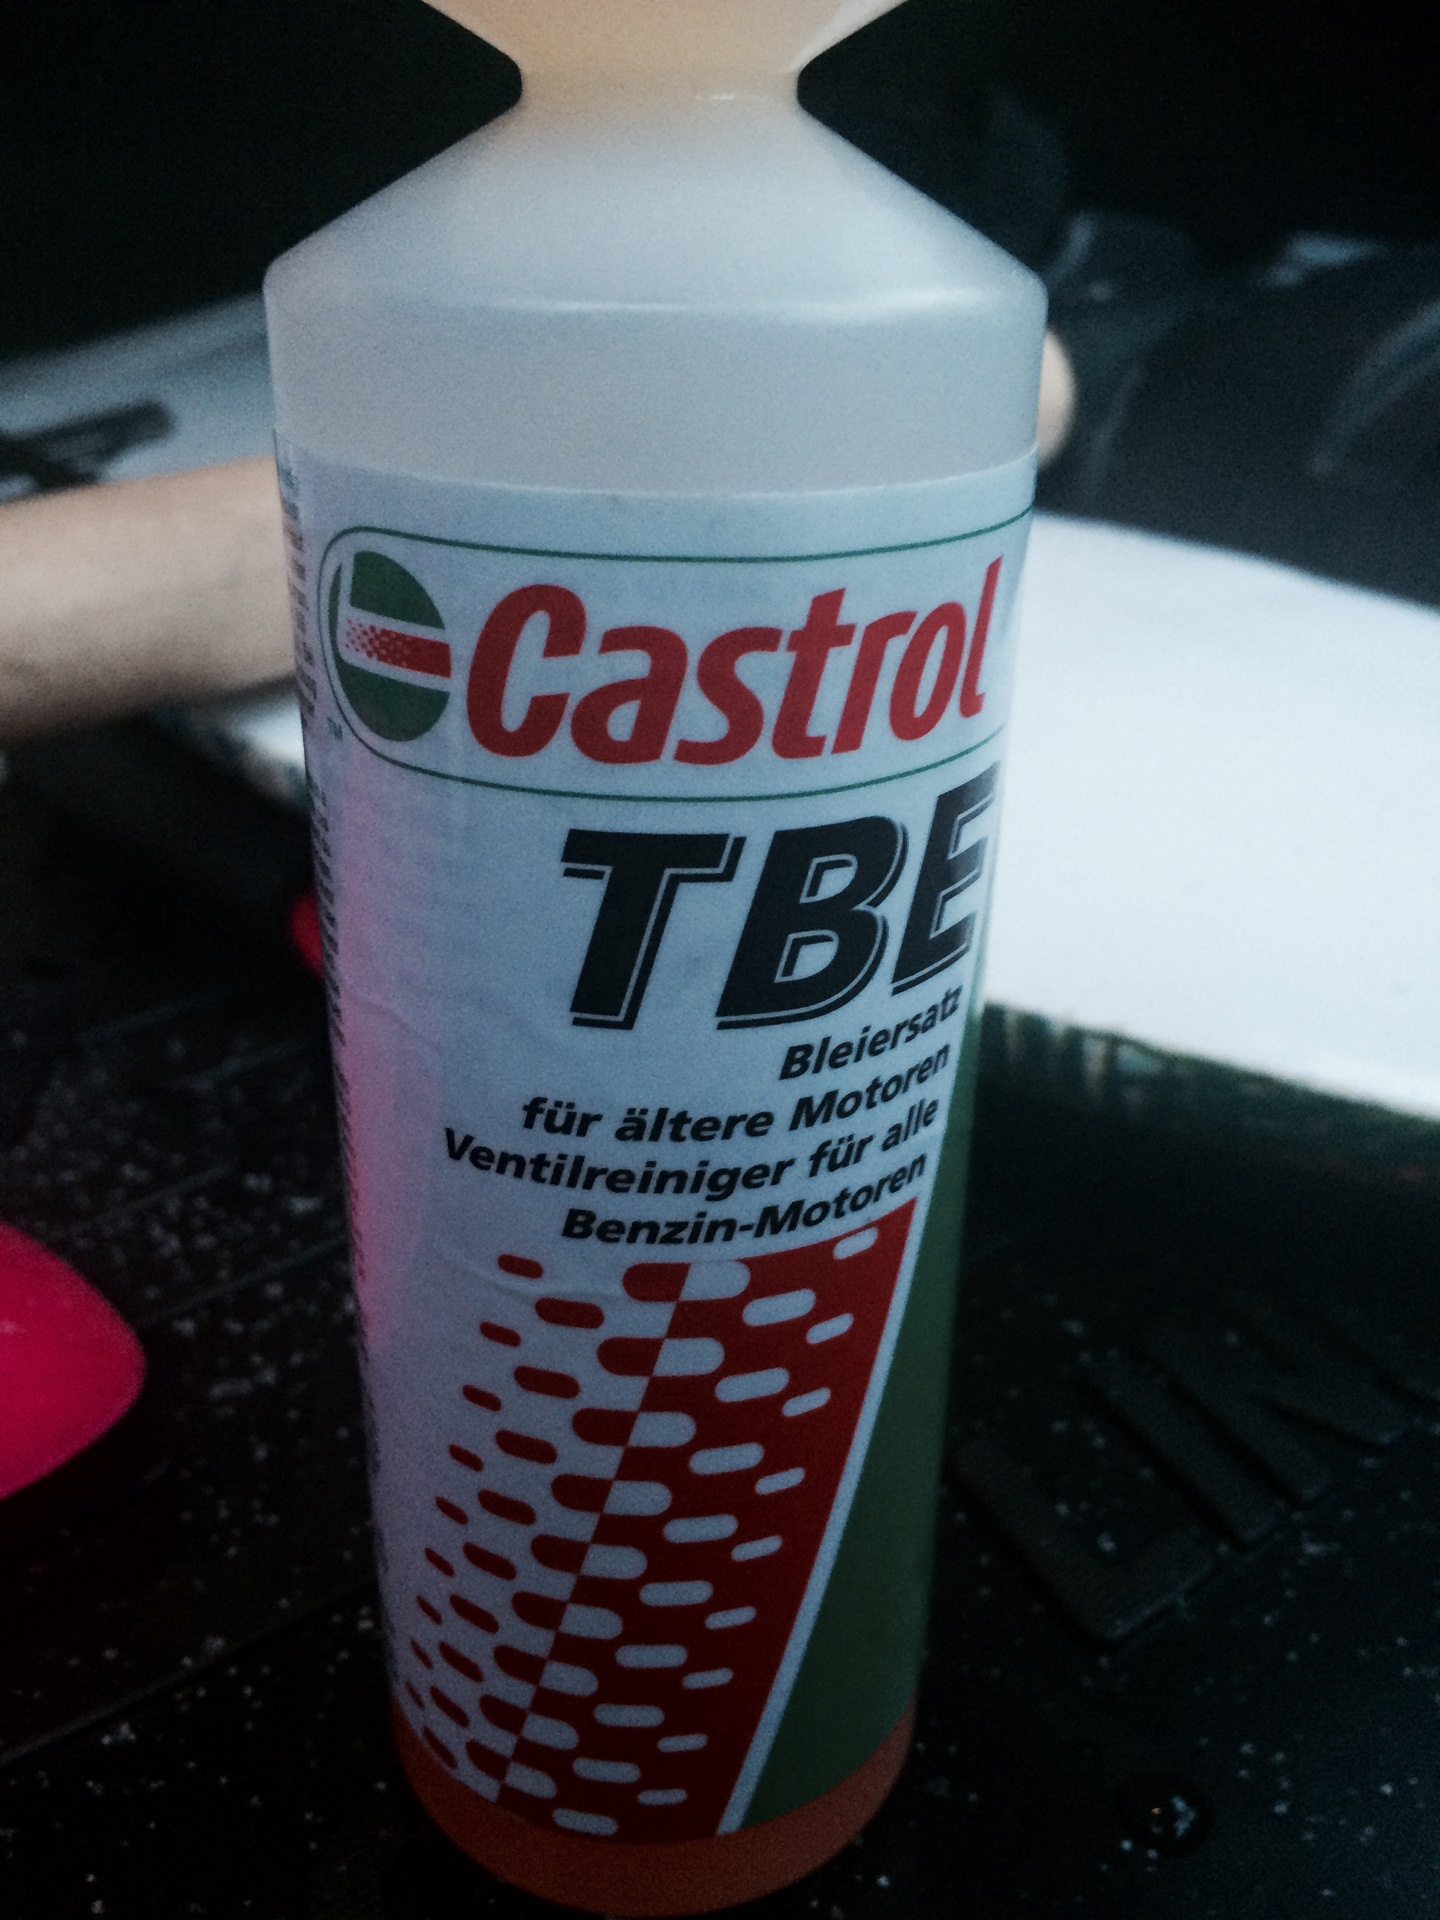 Castrol
TBE
Bleiersatz
für ältere Motoren
Ventilreiniger für alle
Benzin-Motoren